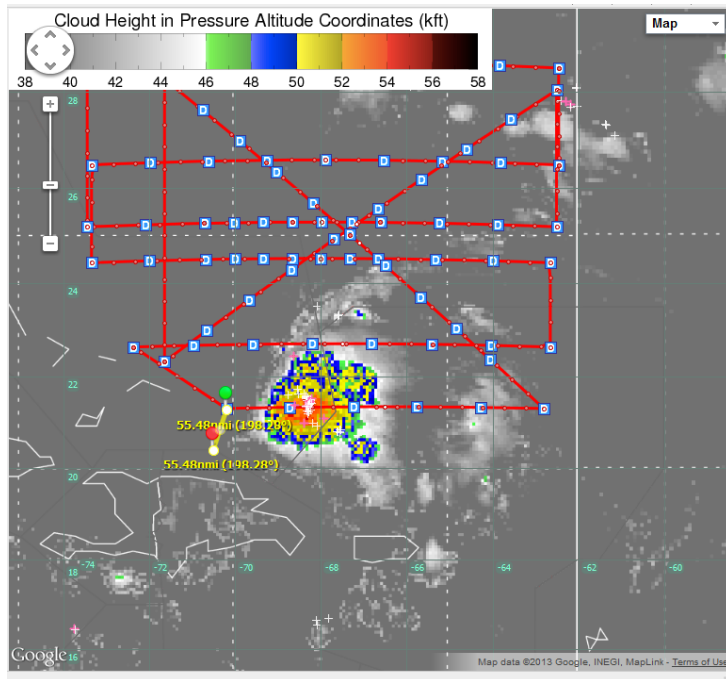 Cloud Height in Pressure Altitude Coordinates (kft)
Map
38 40 42 44 46 48 50 52 54 56 58
28
26
24
22
20
18
16
-74
-72
-70
-68
-66
-64
-62
-60
D D D D D D D D
55.48nmi (198.28°)
55.48nmi (198.28°)
Google
Map data ©2013 Google, INEGI, MapLink - Terms of Use